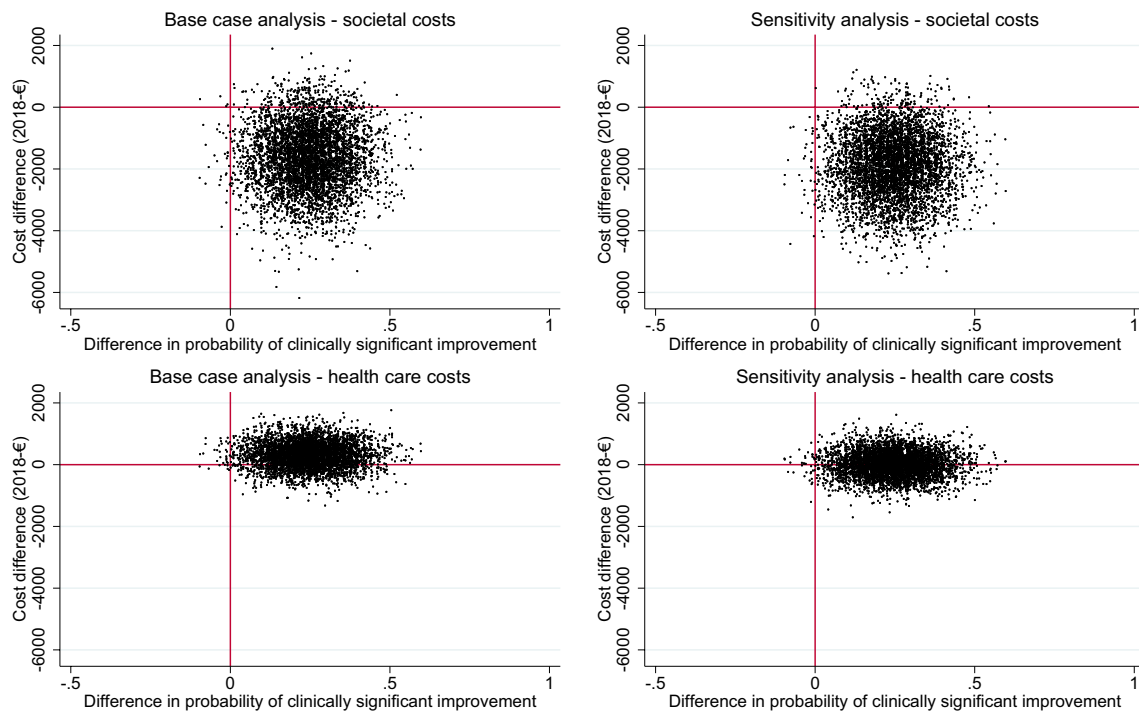 Base case analysis - societal costs
Cost difference (2018-€)
2000
0
-2000
-4000
-6000
-.5 0 .5 1
Difference in probability of clinically significant improvement
Sensitivity analysis - societal costs
Cost difference (2018-€)
2000
0
-2000
-4000
-6000
-.5 0 .5 1
Difference in probability of clinically significant improvement
Base case analysis - health care costs
Cost difference (2018-€)
2000
0
-2000
-4000
-6000
-.5 0 .5 1
Difference in probability of clinically significant improvement
Sensitivity analysis - health care costs
Cost difference (2018-€)
2000
0
-2000
-4000
-6000
-.5 0 .5 1
Difference in probability of clinically significant improvement